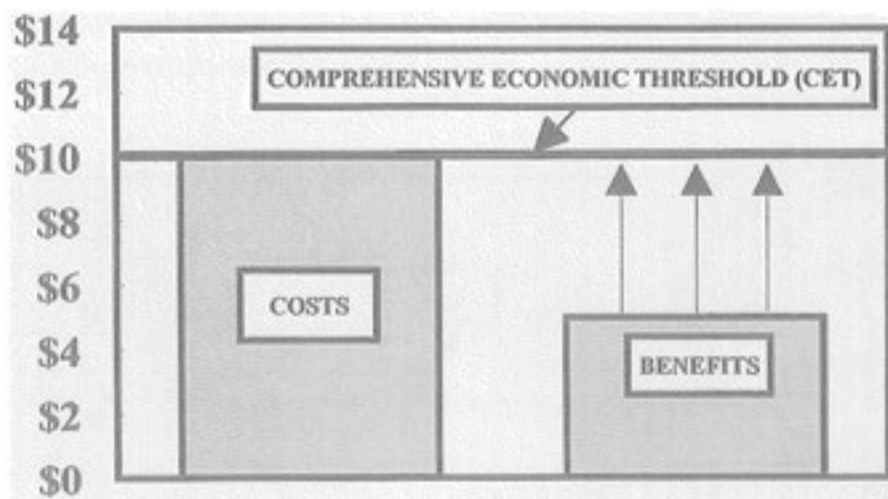 $14
COMPREHENSIVE ECONOMIC THRESHOLD (CET)
$12
$10
$8
$6
COSTS
$4
BENEFITS
$2
$0